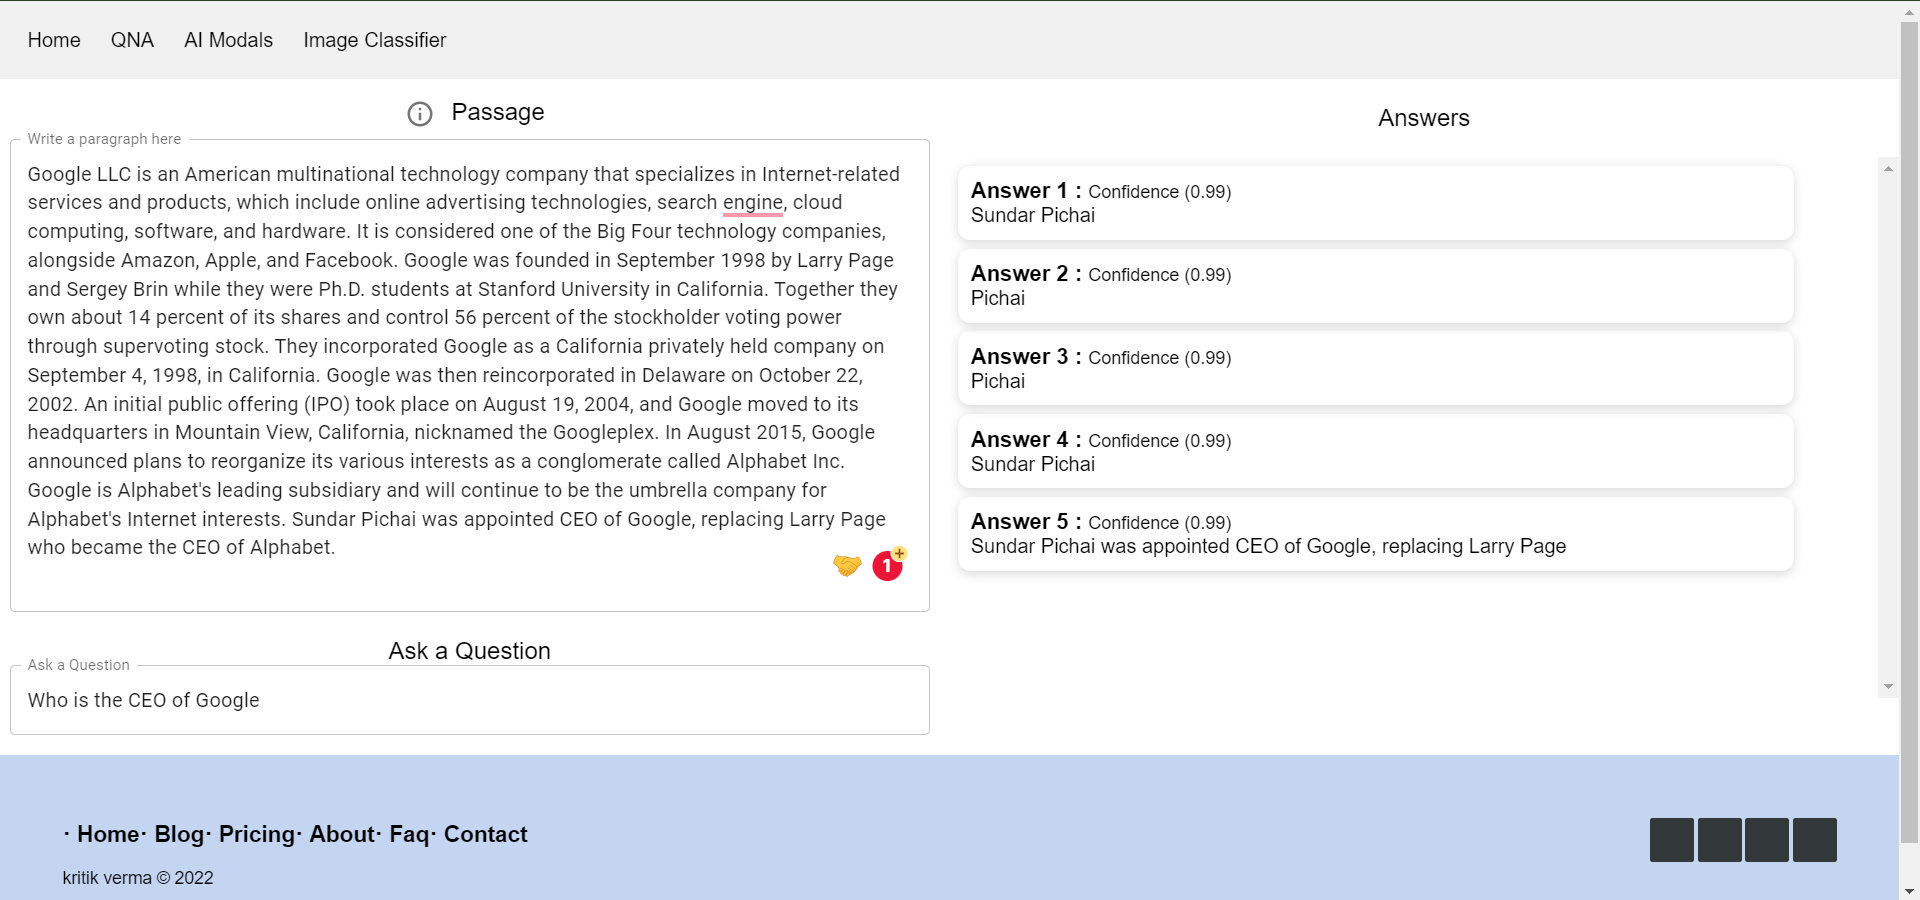 Home QNA AI Modals Image Classifier
Passage
Write a paragraph here
Google LLC is an American multinational technology company that specializes in Internet-related
services and products, which include online advertising technologies, search engine, cloud
computing, software, and hardware. It is considered one of the Big Four technology companies,
alongside Amazon, Apple, and Facebook. Google was founded in September 1998 by Larry Page
and Sergey Brin while they were Ph.D. students at Stanford University in California. Together they
own about 14 percent of its shares and control 56 percent of the stockholder voting power
through supervoting stock. They incorporated Google as a California privately held company on
September 4, 1998, in California. Google was then reincorporated in Delaware on October 22,
2002. An initial public offering (IPO) took place on August 19, 2004, and Google moved to its
headquarters in Mountain View, California, nicknamed the Googleplex. In August 2015, Google
announced plans to reorganize its various interests as a conglomerate called Alphabet Inc.
Google is Alphabet's leading subsidiary and will continue to be the umbrella company for
Alphabet's Internet interests. Sundar Pichai was appointed CEO of Google, replacing Larry Page
who became the CEO of Alphabet.
1
+
Ask a Question
Ask a Question
Who is the CEO of Google
Answers
Answer 1 : Confidence (0.99)
Sundar Pichai
Answer 2 : Confidence (0.99)
Pichai
Answer 3 : Confidence (0.99)
Pichai
Answer 4 : Confidence (0.99)
Sundar Pichai
Answer 5 : Confidence (0.99)
Sundar Pichai was appointed CEO of Google, replacing Larry Page
· Home· Blog· Pricing· About· Faq· Contact
kritik verma © 2022